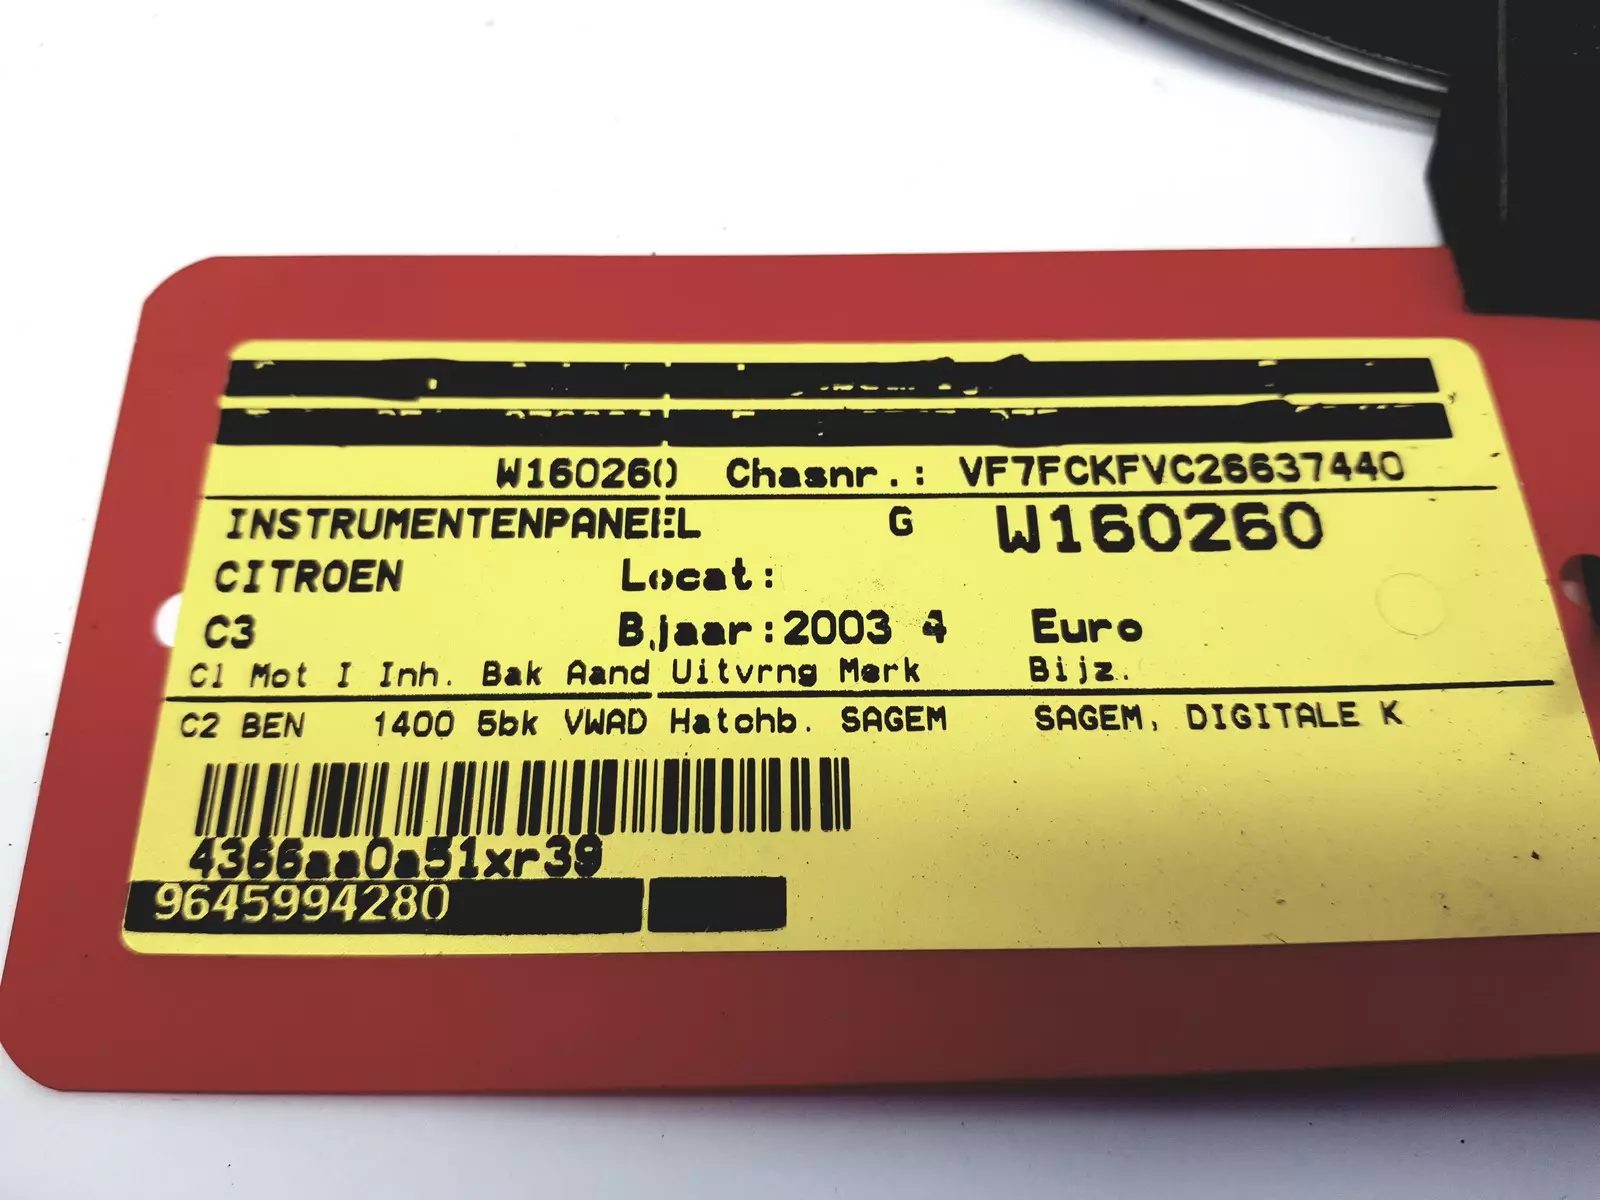 W160260 Chasnr.: VF7FCKFVC26637440
INSTRUMENTENPANEEL G W160260
CITROEN Locat:
C3 Bjaar:2003 4 Euro
Cl Mot I Inh. Bak Aand Uitvrng Merk Bijz.
C2 BEN 1400 5bk VWAD Hatchb. SAGEM SAGEM, DIGITALE K
4366aa0a51xr39
9645994280